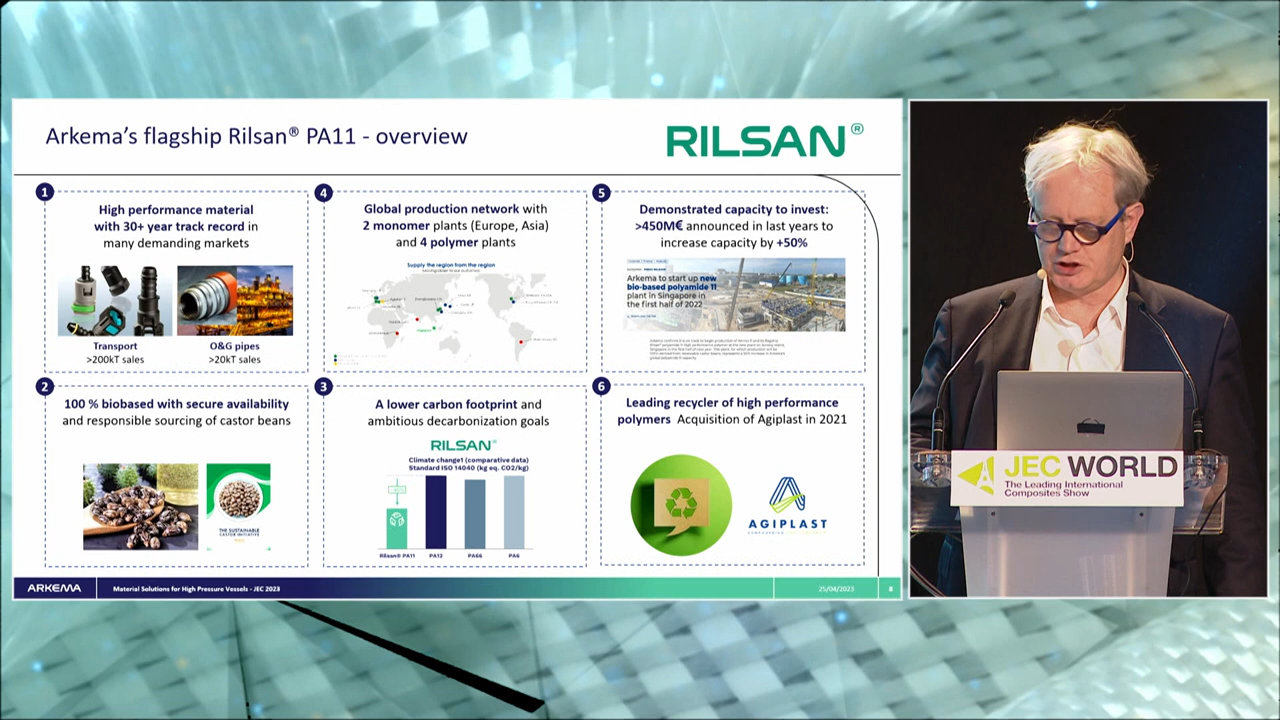 Arkema's flagship Rilsan® PA11 - overview
RILSAN®
1
High performance material
with 30+ year track record in
many demanding markets
Transport
>200kT sales
O&G pipes
>20kT sales
4
Global production network with
2 monomer plants (Europe, Asia)
and 4 polymer plants
Supply the region from the region
5
Demonstrated capacity to invest:
>450M€ announced in last years to
increase capacity by +50%
Arkema to start up new
bio-based polyamide 11
plant in Singapore in
the first half of 2022
2
100 % biobased with secure availability
and responsible sourcing of castor beans
THE SUSTAINABLE
CASTOR INITIATIVE
3
A lower carbon footprint and
ambitious decarbonization goals
RILSAN®
Climate change1 (comparative data)
Standard ISO 14040 (kg eq. CO2/kg)
Rilsan® PA11
PA12
PA66
PA6
6
Leading recycler of high performance
polymers Acquisition of Agiplast in 2021
AGIPLAST
ARKEMA
Material Solutions for High Pressure Vessels - JEC 2023
25/04/2023
8
JEC WORLD
The Leading International
Composites Show